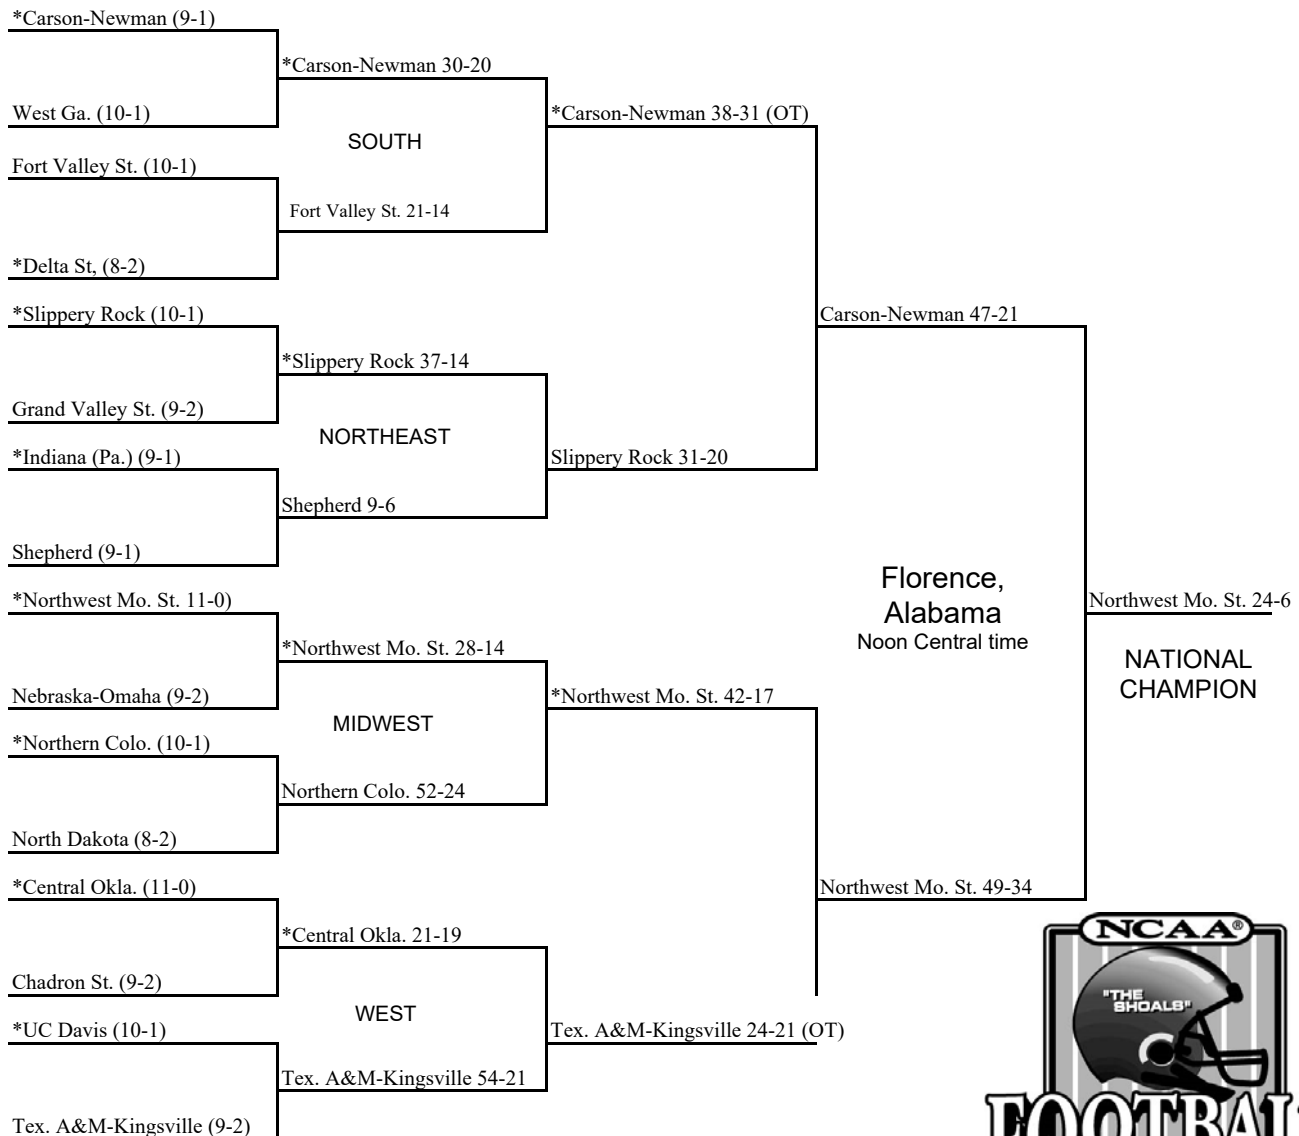 *Carson-Newman (9-1)
*Carson-Newman 30-20
West Ga. (10-1)
*Carson-Newman 38-31 (OT)
SOUTH
Fort Valley St. (10-1)
Fort Valley St. 21-14
*Delta St, (8-2)
*Slippery Rock (10-1)
Carson-Newman 47-21
*Slippery Rock 37-14
Grand Valley St. (9-2)
NORTHEAST
*Indiana (Pa.) (9-1)
Slippery Rock 31-20
Shepherd 9-6
Shepherd (9-1)
Florence,
Alabama
Noon Central time
*Northwest Mo. St. 11-0)
Northwest Mo. St. 24-6
NATIONAL
CHAMPION
*Northwest Mo. St. 28-14
Nebraska-Omaha (9-2)
*Northwest Mo. St. 42-17
MIDWEST
*Northern Colo. (10-1)
Northern Colo. 52-24
North Dakota (8-2)
*Central Okla. (11-0)
Northwest Mo. St. 49-34
*Central Okla. 21-19
Chadron St. (9-2)
WEST
*UC Davis (10-1)
Tex. A&M-Kingsville 24-21 (OT)
Tex. A&M-Kingsville 54-21
Tex. A&M-Kingsville (9-2)
NCAA®
"THE
SHOALS"
FOOTBAL